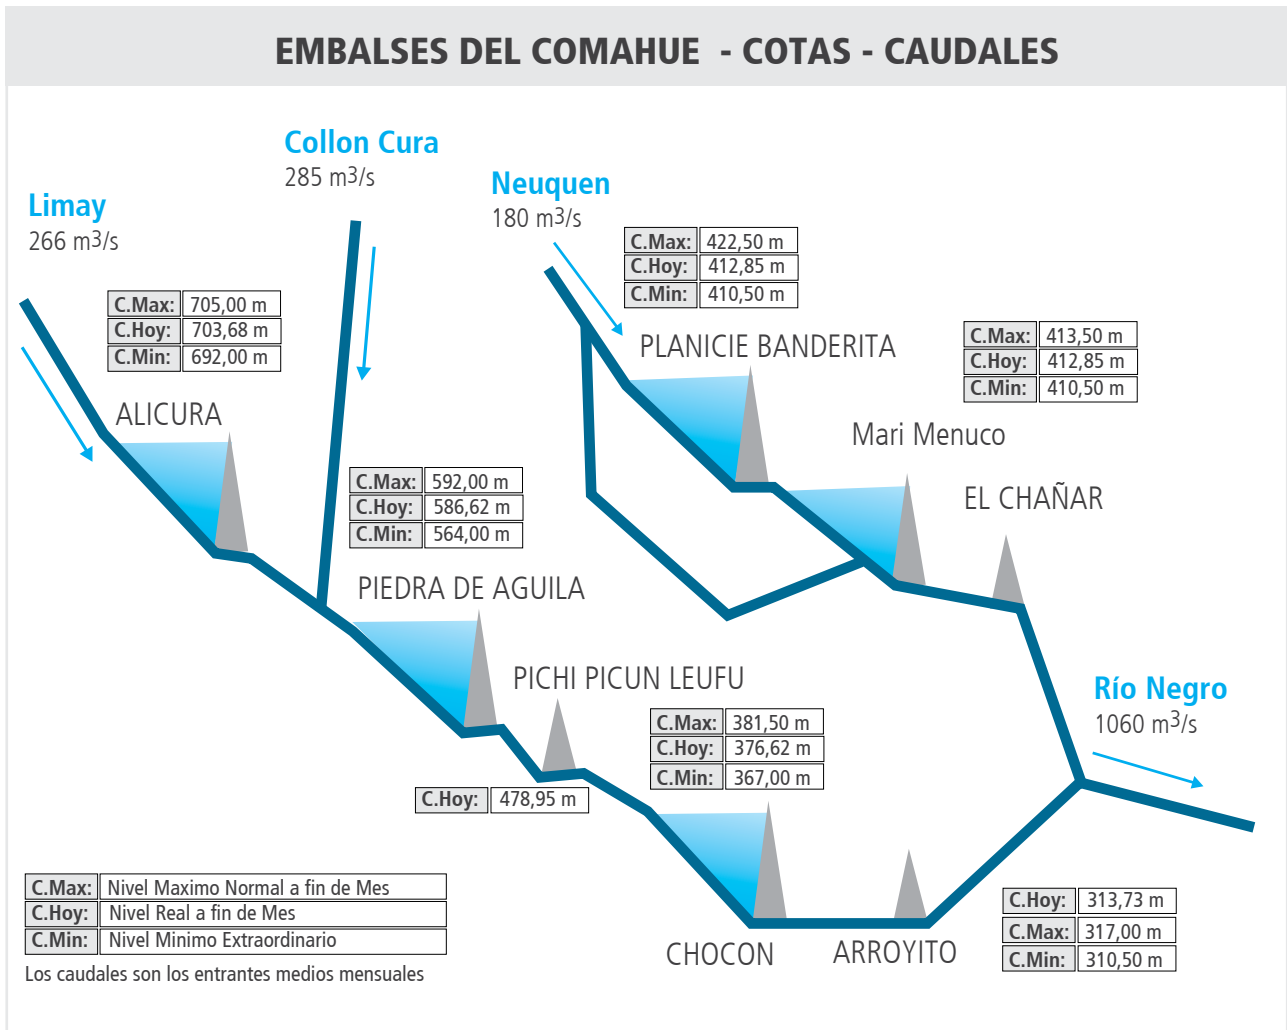 EMBALSES DEL COMAHUE - COTAS - CAUDALES
Collon Cura
285 m3/s
Neuquen
180 m3/s
Limay
266 m3/s
C.Max: 422,50 m
C.Hoy: 412,85 m
C.Min: 410,50 m
C.Max: 705,00 m
C.Hoy: 703,68 m
C.Min: 692,00 m
PLANICIE BANDERITA
C.Max: 413,50 m
C.Hoy: 412,85 m
C.Min: 410,50 m
ALICURA
Mari Menuco
C.Max: 592,00 m
C.Hoy: 586,62 m
C.Min: 564,00 m
EL CHAÑAR
PIEDRA DE AGUILA
PICHI PICUN LEUFU
Río Negro
1060 m3/s
C.Max: 381,50 m
C.Hoy: 376,62 m
C.Min: 367,00 m
C.Hoy: 478,95 m
C.Max: Nivel Maximo Normal a fin de Mes
C.Hoy: Nivel Real a fin de Mes
C.Min: Nivel Minimo Extraordinario
Los caudales son los entrantes medios mensuales
CHOCON
ARROYITO
C.Hoy: 313,73 m
C.Max: 317,00 m
C.Min: 310,50 m